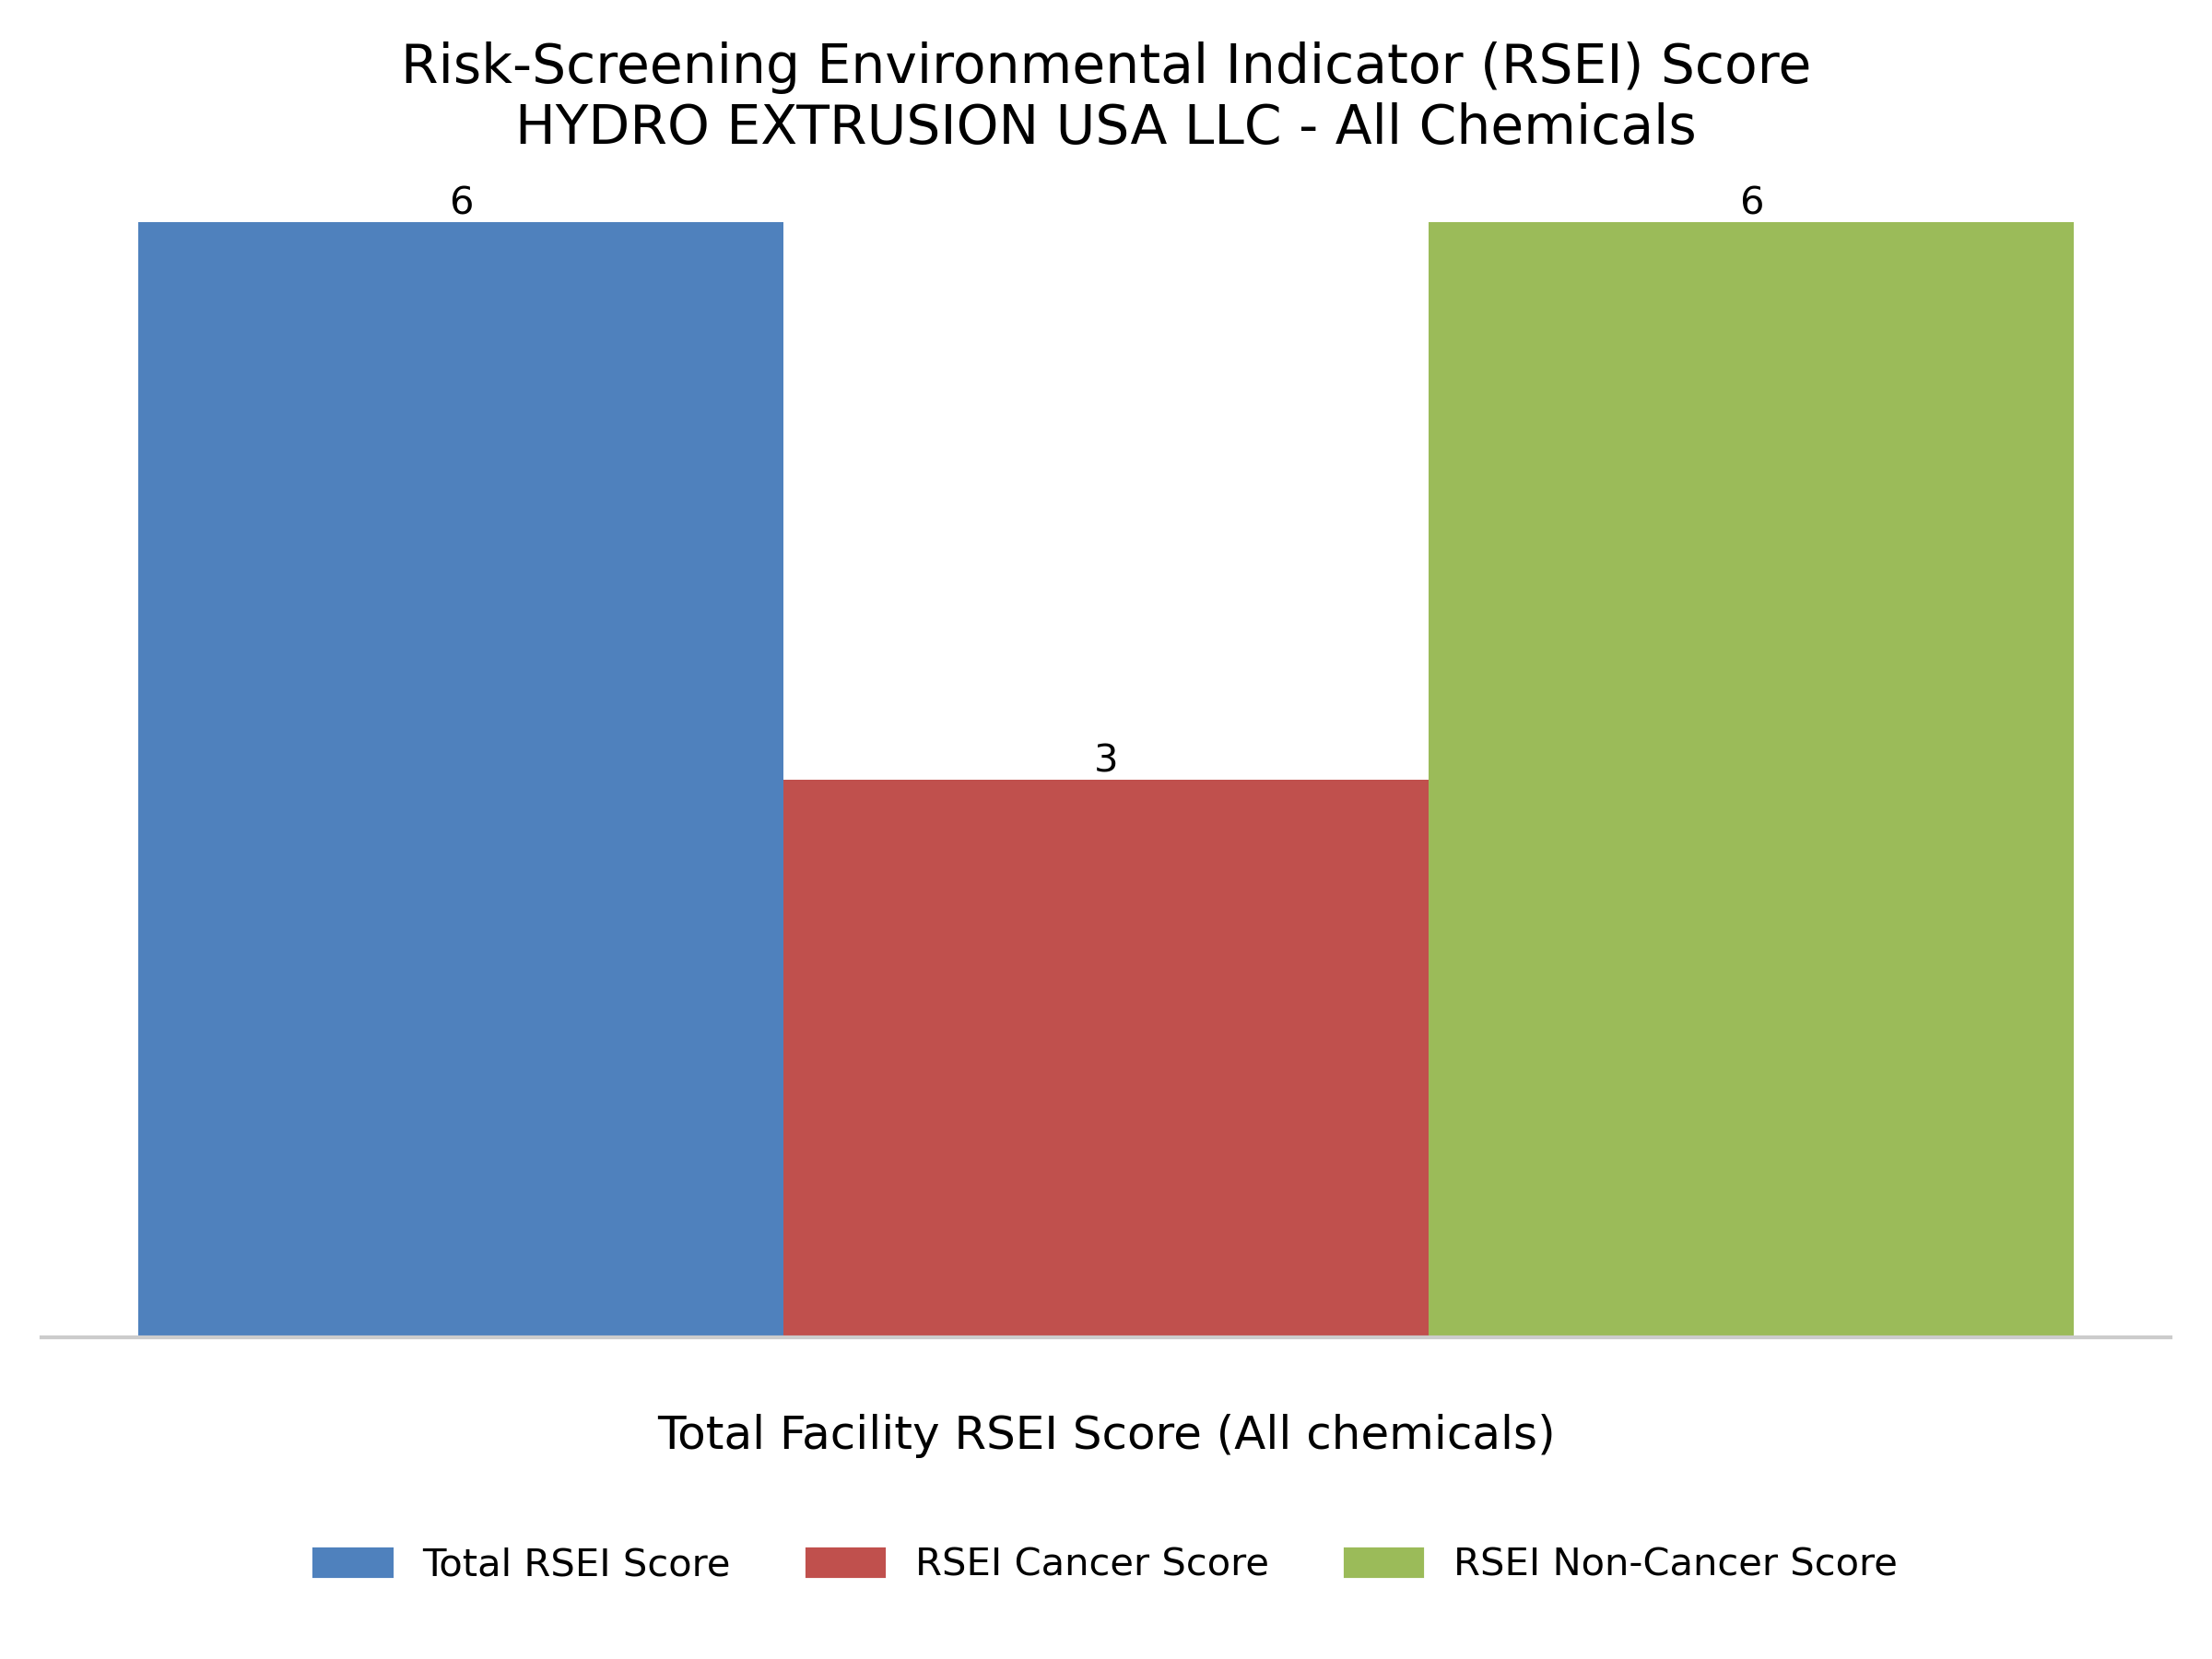 Risk-Screening Environmental Indicator (RSEI) Score
HYDRO EXTRUSION USA LLC - All Chemicals
6
6
3
Total Facility RSEI Score (All chemicals)
Total RSEI Score
RSEI Cancer Score
RSEI Non-Cancer Score